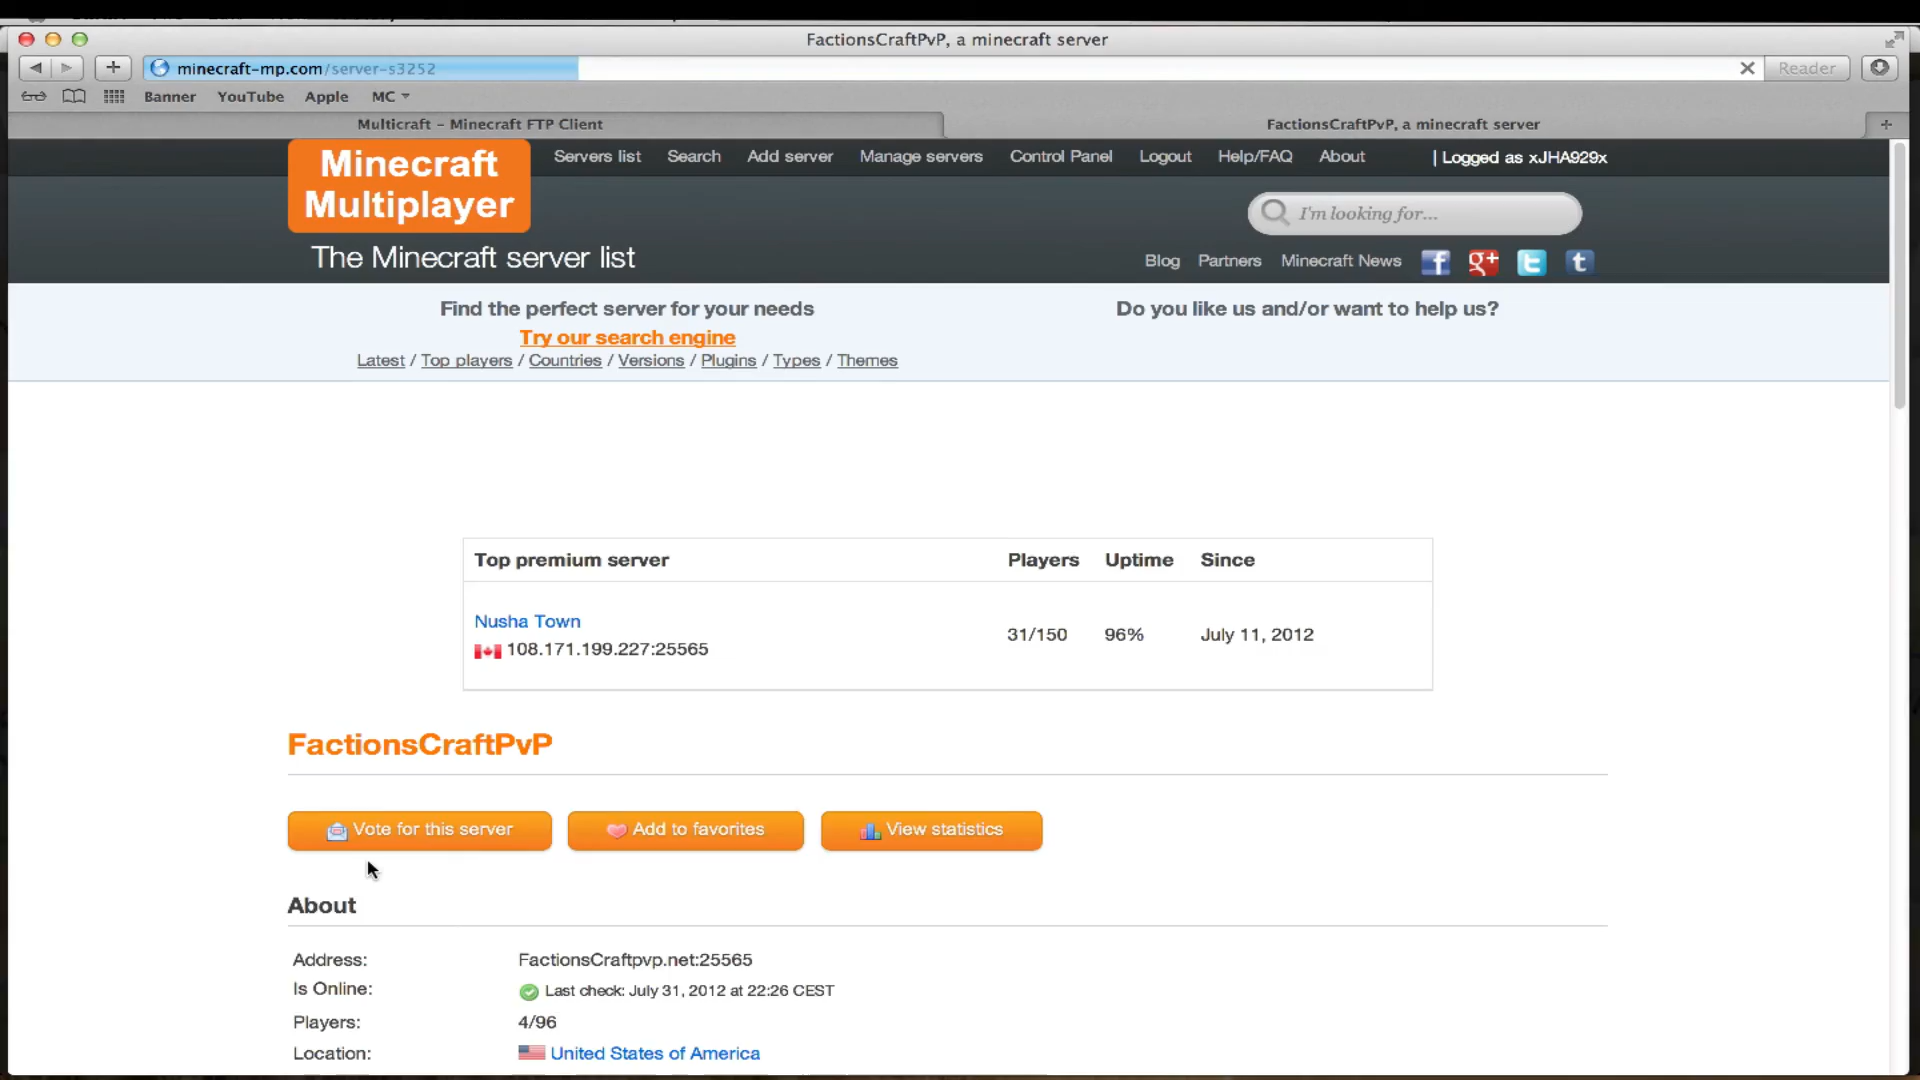 FactionsCraftPvP, a minecraft server
minecraft-mp.com/server-s3252
Reader
Banner YouTube Apple MC
Multicraft – Minecraft FTP Client
FactionsCraftPvP, a minecraft server
Minecraft Multiplayer
Servers list Search Add server Manage servers Control Panel Logout Help/FAQ About | Logged as xJHA929x
I'm looking for...
The Minecraft server list
Blog Partners Minecraft News
Find the perfect server for your needs
Do you like us and/or want to help us?
Try our search engine
Latest / Top players / Countries / Versions / Plugins / Types / Themes
Top premium server Players Uptime Since
Nusha Town
108.171.199.227:25565
31/150 96% July 11, 2012
FactionsCraftPvP
Vote for this server Add to favorites View statistics
About
Address: FactionsCraftpvp.net:25565
Is Online: Last check: July 31, 2012 at 22:26 CEST
Players: 4/96
Location: United States of America